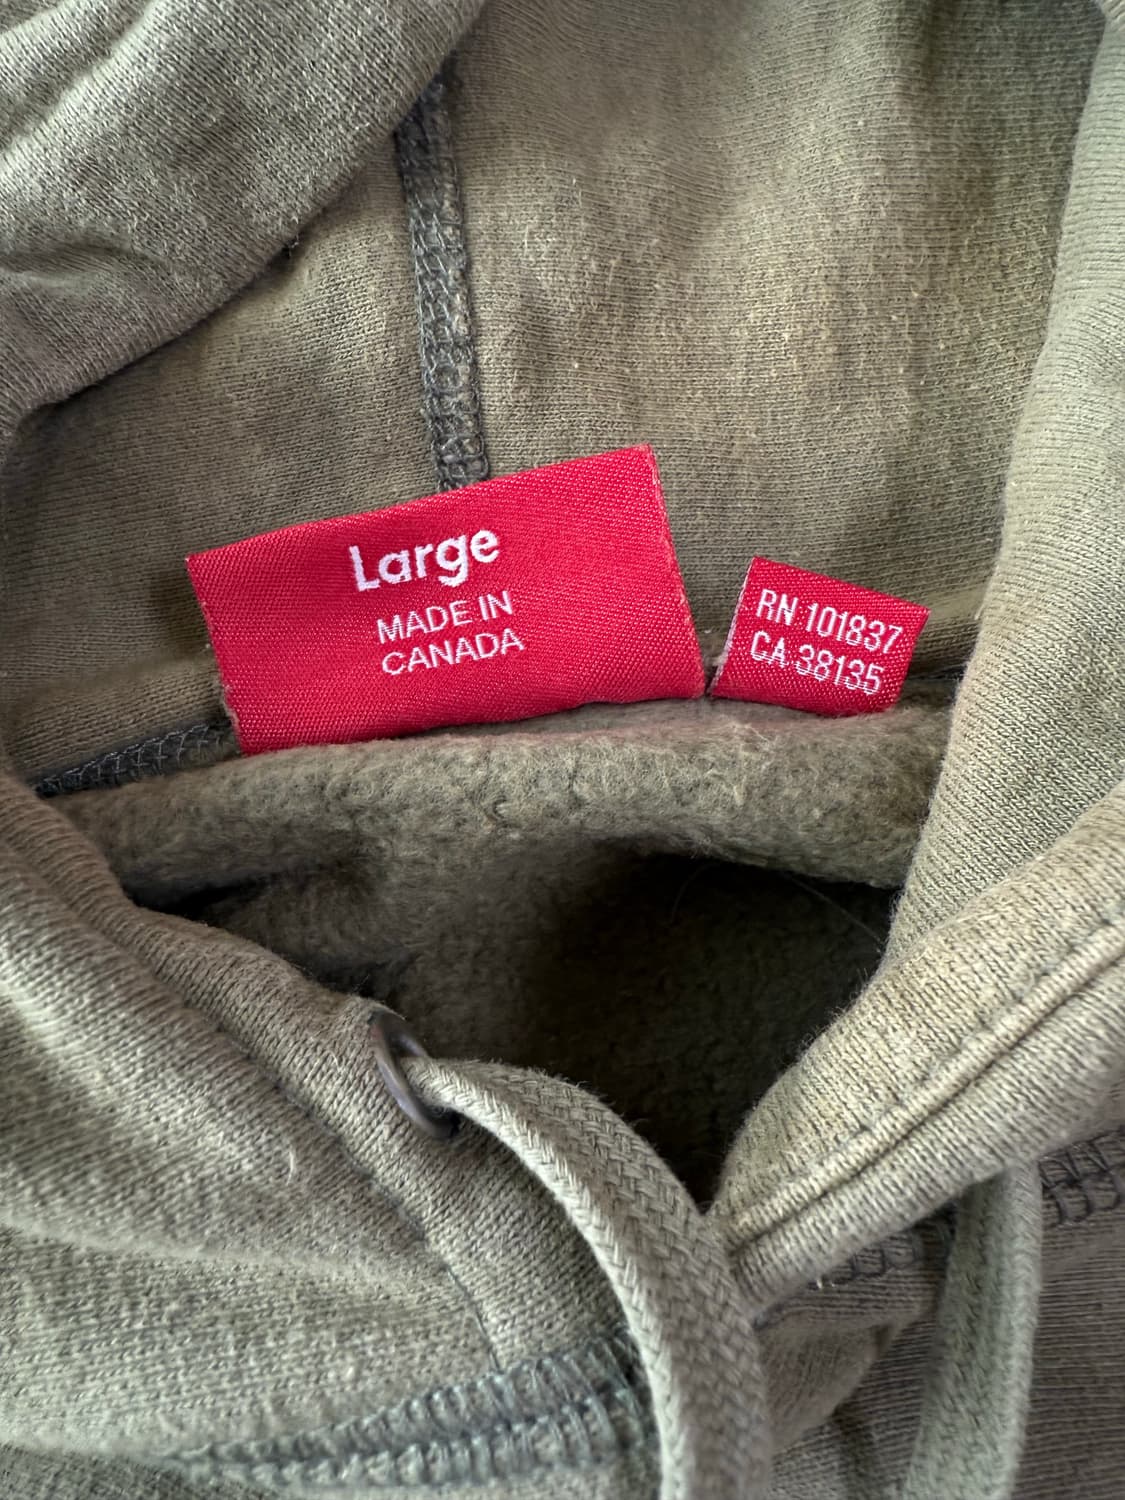 Large
MADE IN
CANADA
RN 101837
CA 38135